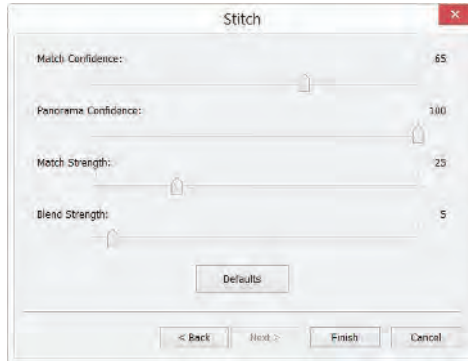 Stitch
Match Confidence: 65
Panorama Confidence: 100
Match Strength: 25
Blend Strength: 5
Defaults
< Back Next > Finish Cancel